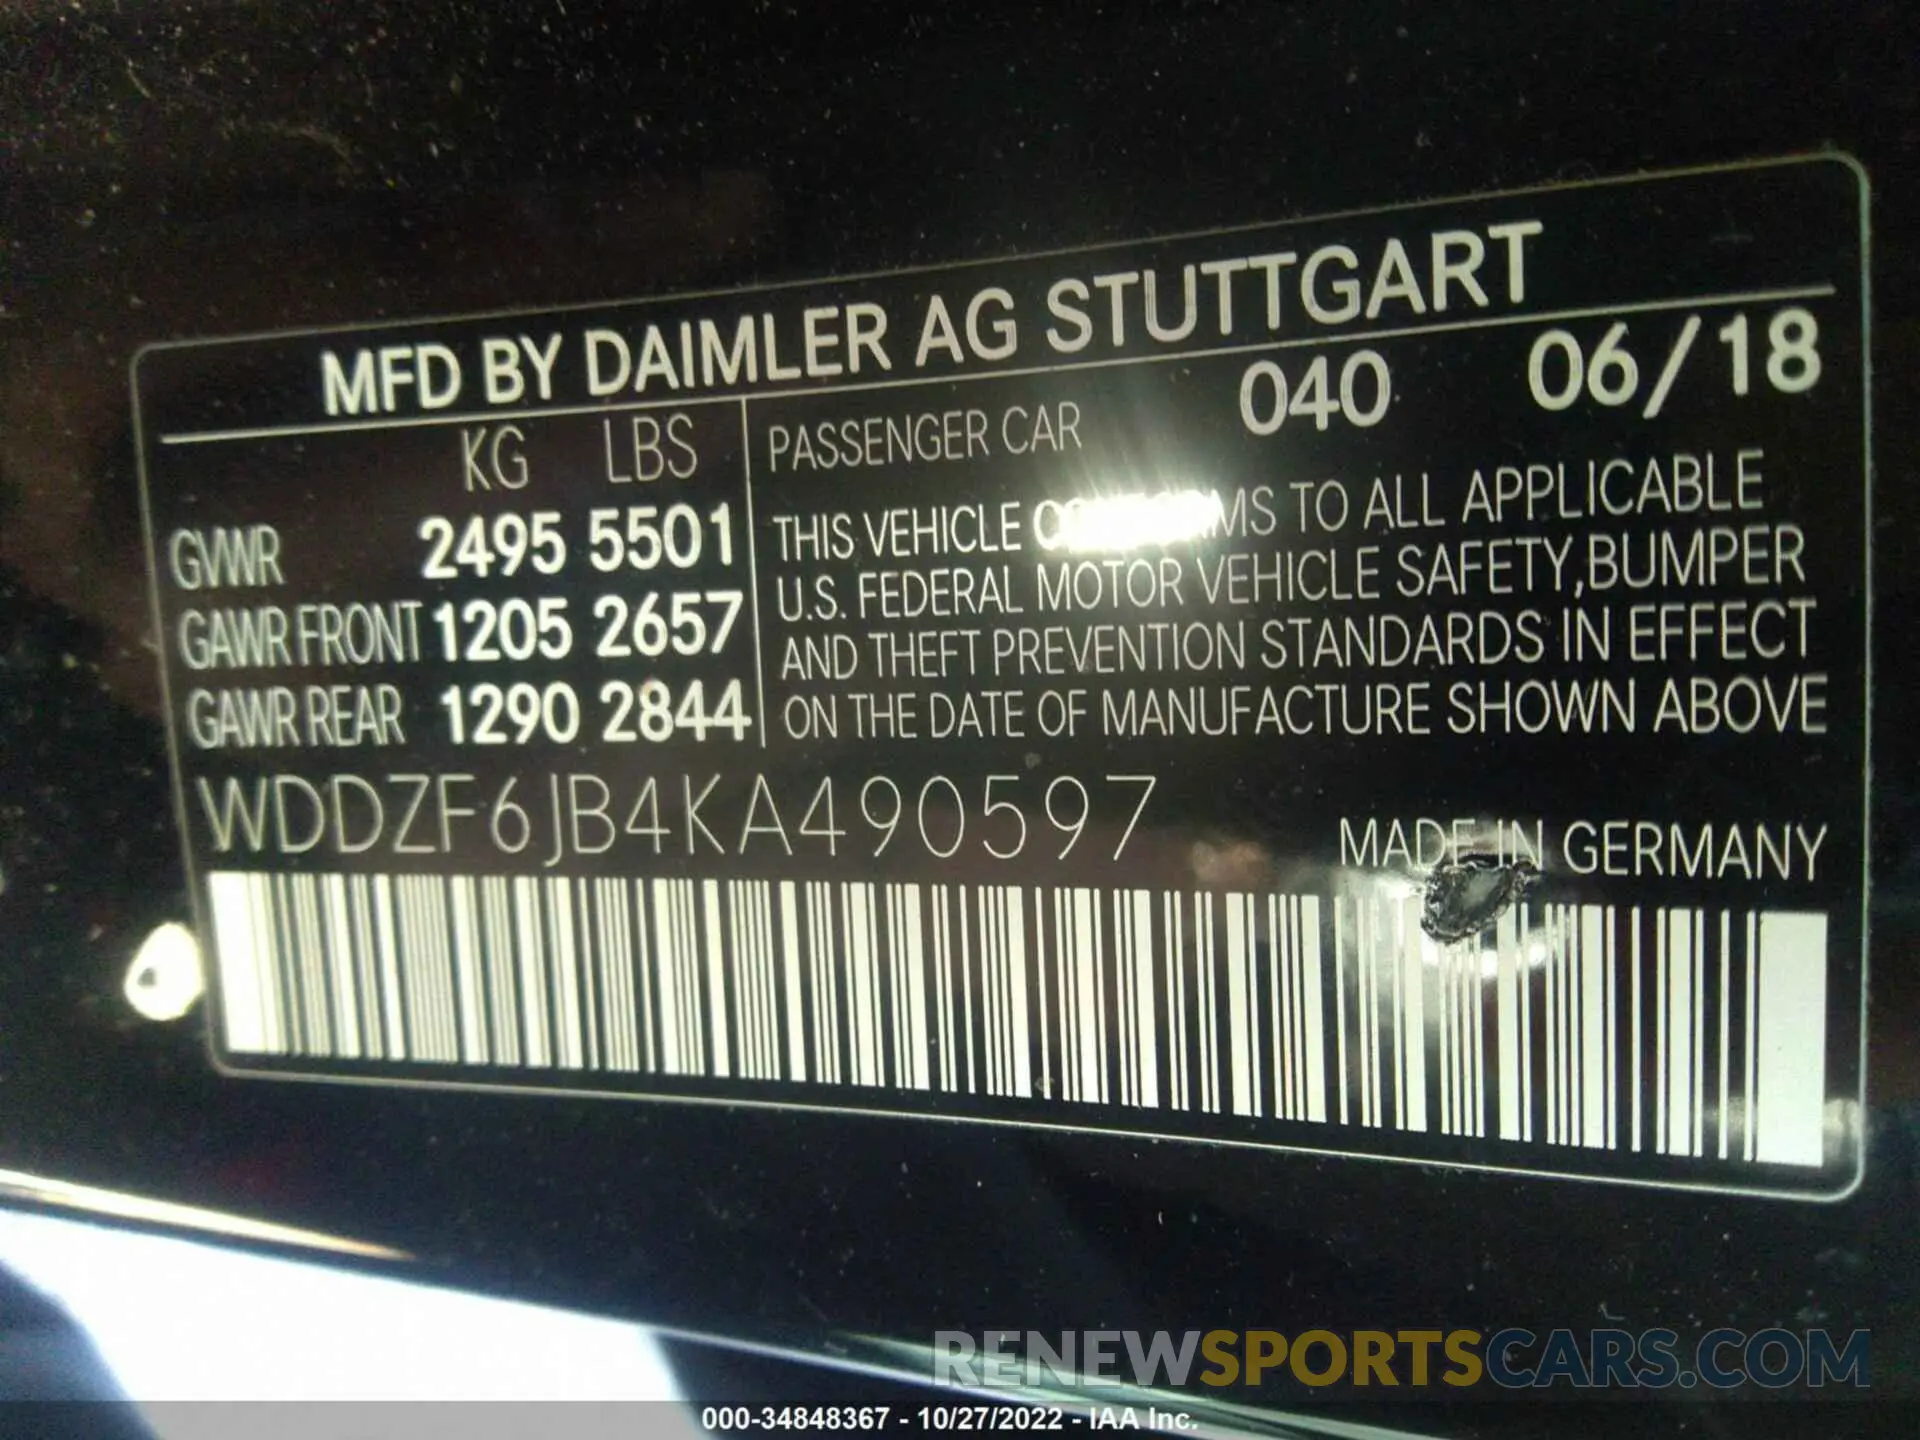 MFD BY DAIMLER AG STUTTGART
KG LBS
GVWR 2495 5501
GAWR FRONT 1205 2657
GAWR REAR 1290 2844
PASSENGER CAR 040 06/18
THIS VEHICLE CONFORMS TO ALL APPLICABLE
U.S. FEDERAL MOTOR VEHICLE SAFETY,BUMPER
AND THEFT PREVENTION STANDARDS IN EFFECT
ON THE DATE OF MANUFACTURE SHOWN ABOVE
WDDZF6JB4KA490597
MADE IN GERMANY
RENEWSPORTSCARS.COM
000-34848367 - 10/27/2022 - IAA Inc.